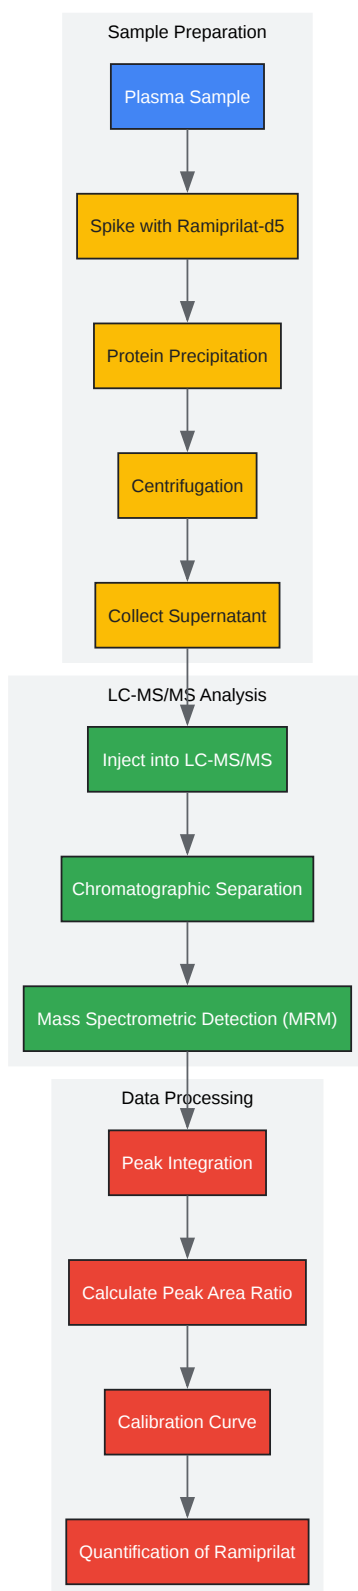 Sample Preparation
Plasma Sample
Spike with Ramiprilat-d5
Protein Precipitation
Centrifugation
Collect Supernatant
LC-MS/MS Analysis
Inject into LC-MS/MS
Chromatographic Separation
Mass Spectrometric Detection (MRM)
Data Processing
Peak Integration
Calculate Peak Area Ratio
Calibration Curve
Quantification of Ramiprilat